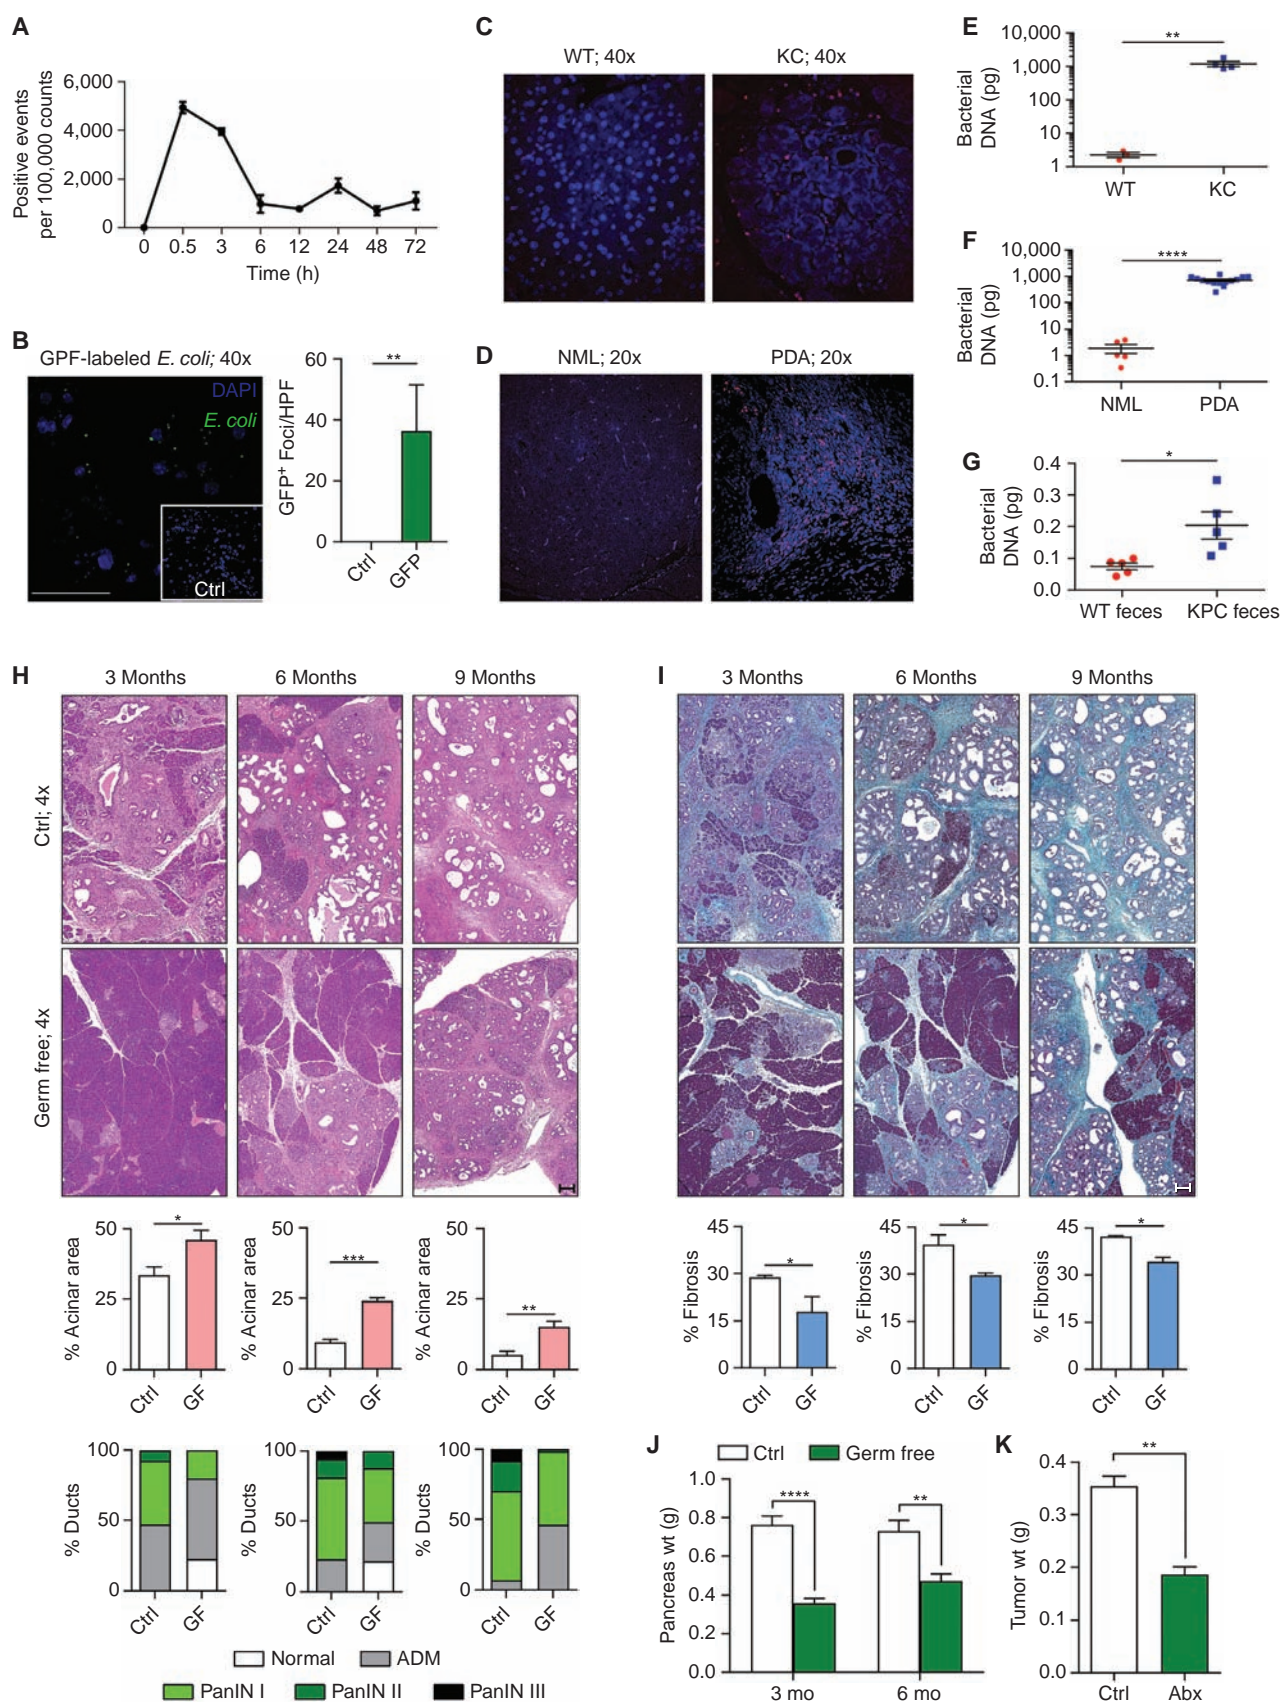 A
6,000
4,000
2,000
0
Positive events
per 100,000 counts
0 0.5 3 6 12 24 48 72
Time (h)
B
GPF-labeled E. coli; 40x
DAPI
E. coli
Ctrl
60
40
20
0
GFP+ Foci/HPF
**
Ctrl
GFP
C
WT; 40x KC; 40x
D
NML; 20x PDA; 20x
E
10,000
1,000
100
10
1
Bacterial
DNA (pg)
**
WT KC
F
10,000
1,000
100
10
1
0.1
Bacterial
DNA (pg)
****
NML PDA
G
0.4
0.3
0.2
0.1
0.0
Bacterial
DNA (pg)
*
WT feces KPC feces
H
3 Months 6 Months 9 Months
Ctrl; 4x
Germ free; 4x
50
25
0
% Acinar area
*
Ctrl
GF
50
25
0
% Acinar area
***
Ctrl
GF
50
25
0
% Acinar area
**
Ctrl
GF
100
50
0
% Ducts
Ctrl
GF
100
50
0
% Ducts
Ctrl
GF
100
50
0
% Ducts
Ctrl
GF
Normal ADM
PanIN I PanIN II PanIN III
I
3 Months 6 Months 9 Months
45
30
15
0
% Fibrosis
*
Ctrl
GF
45
30
15
0
% Fibrosis
*
Ctrl
GF
45
30
15
0
% Fibrosis
*
Ctrl
GF
J
Ctrl Germ free
1.0
0.8
0.6
0.4
0.2
0.0
Pancreas wt (g)
****
**
3 mo 6 mo
K
0.4
0.3
0.2
0.1
0.0
Tumor wt (g)
**
Ctrl Abx